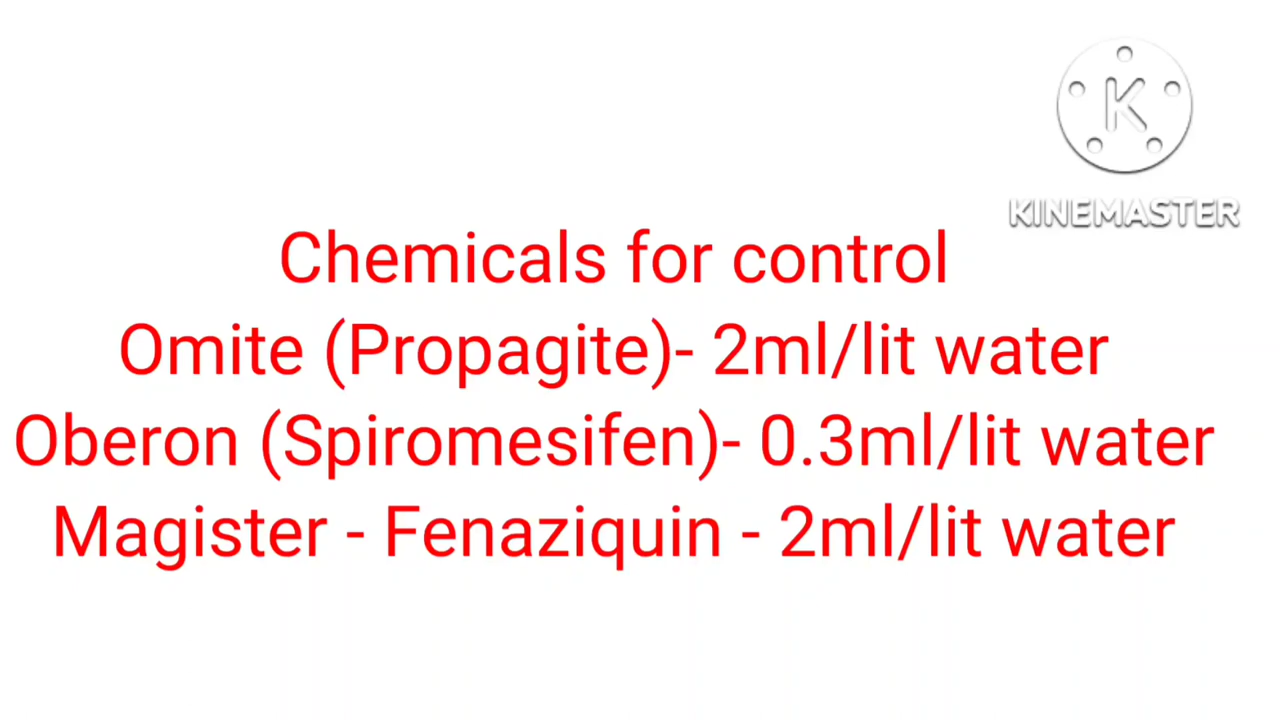 K
KINEMASTER
Chemicals for control
Omite (Propagite)- 2ml/lit water
Oberon (Spiromesifen)- 0.3ml/lit water
Magister - Fenaziquin - 2ml/lit water